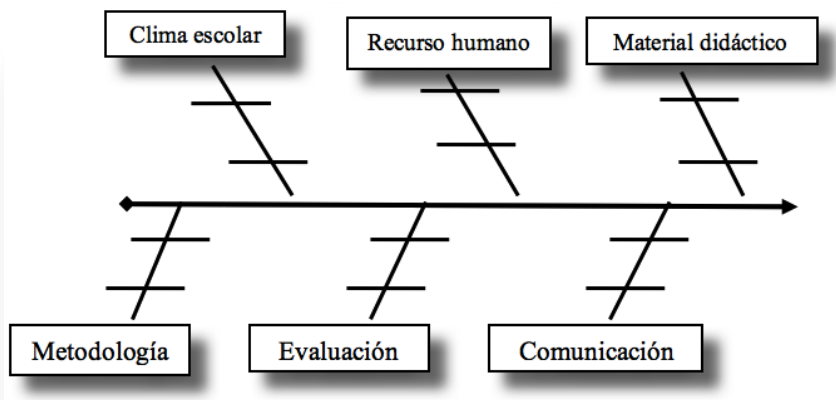 Clima escolar
Recurso humano
Material didáctico
Metodología
Evaluación
Comunicación